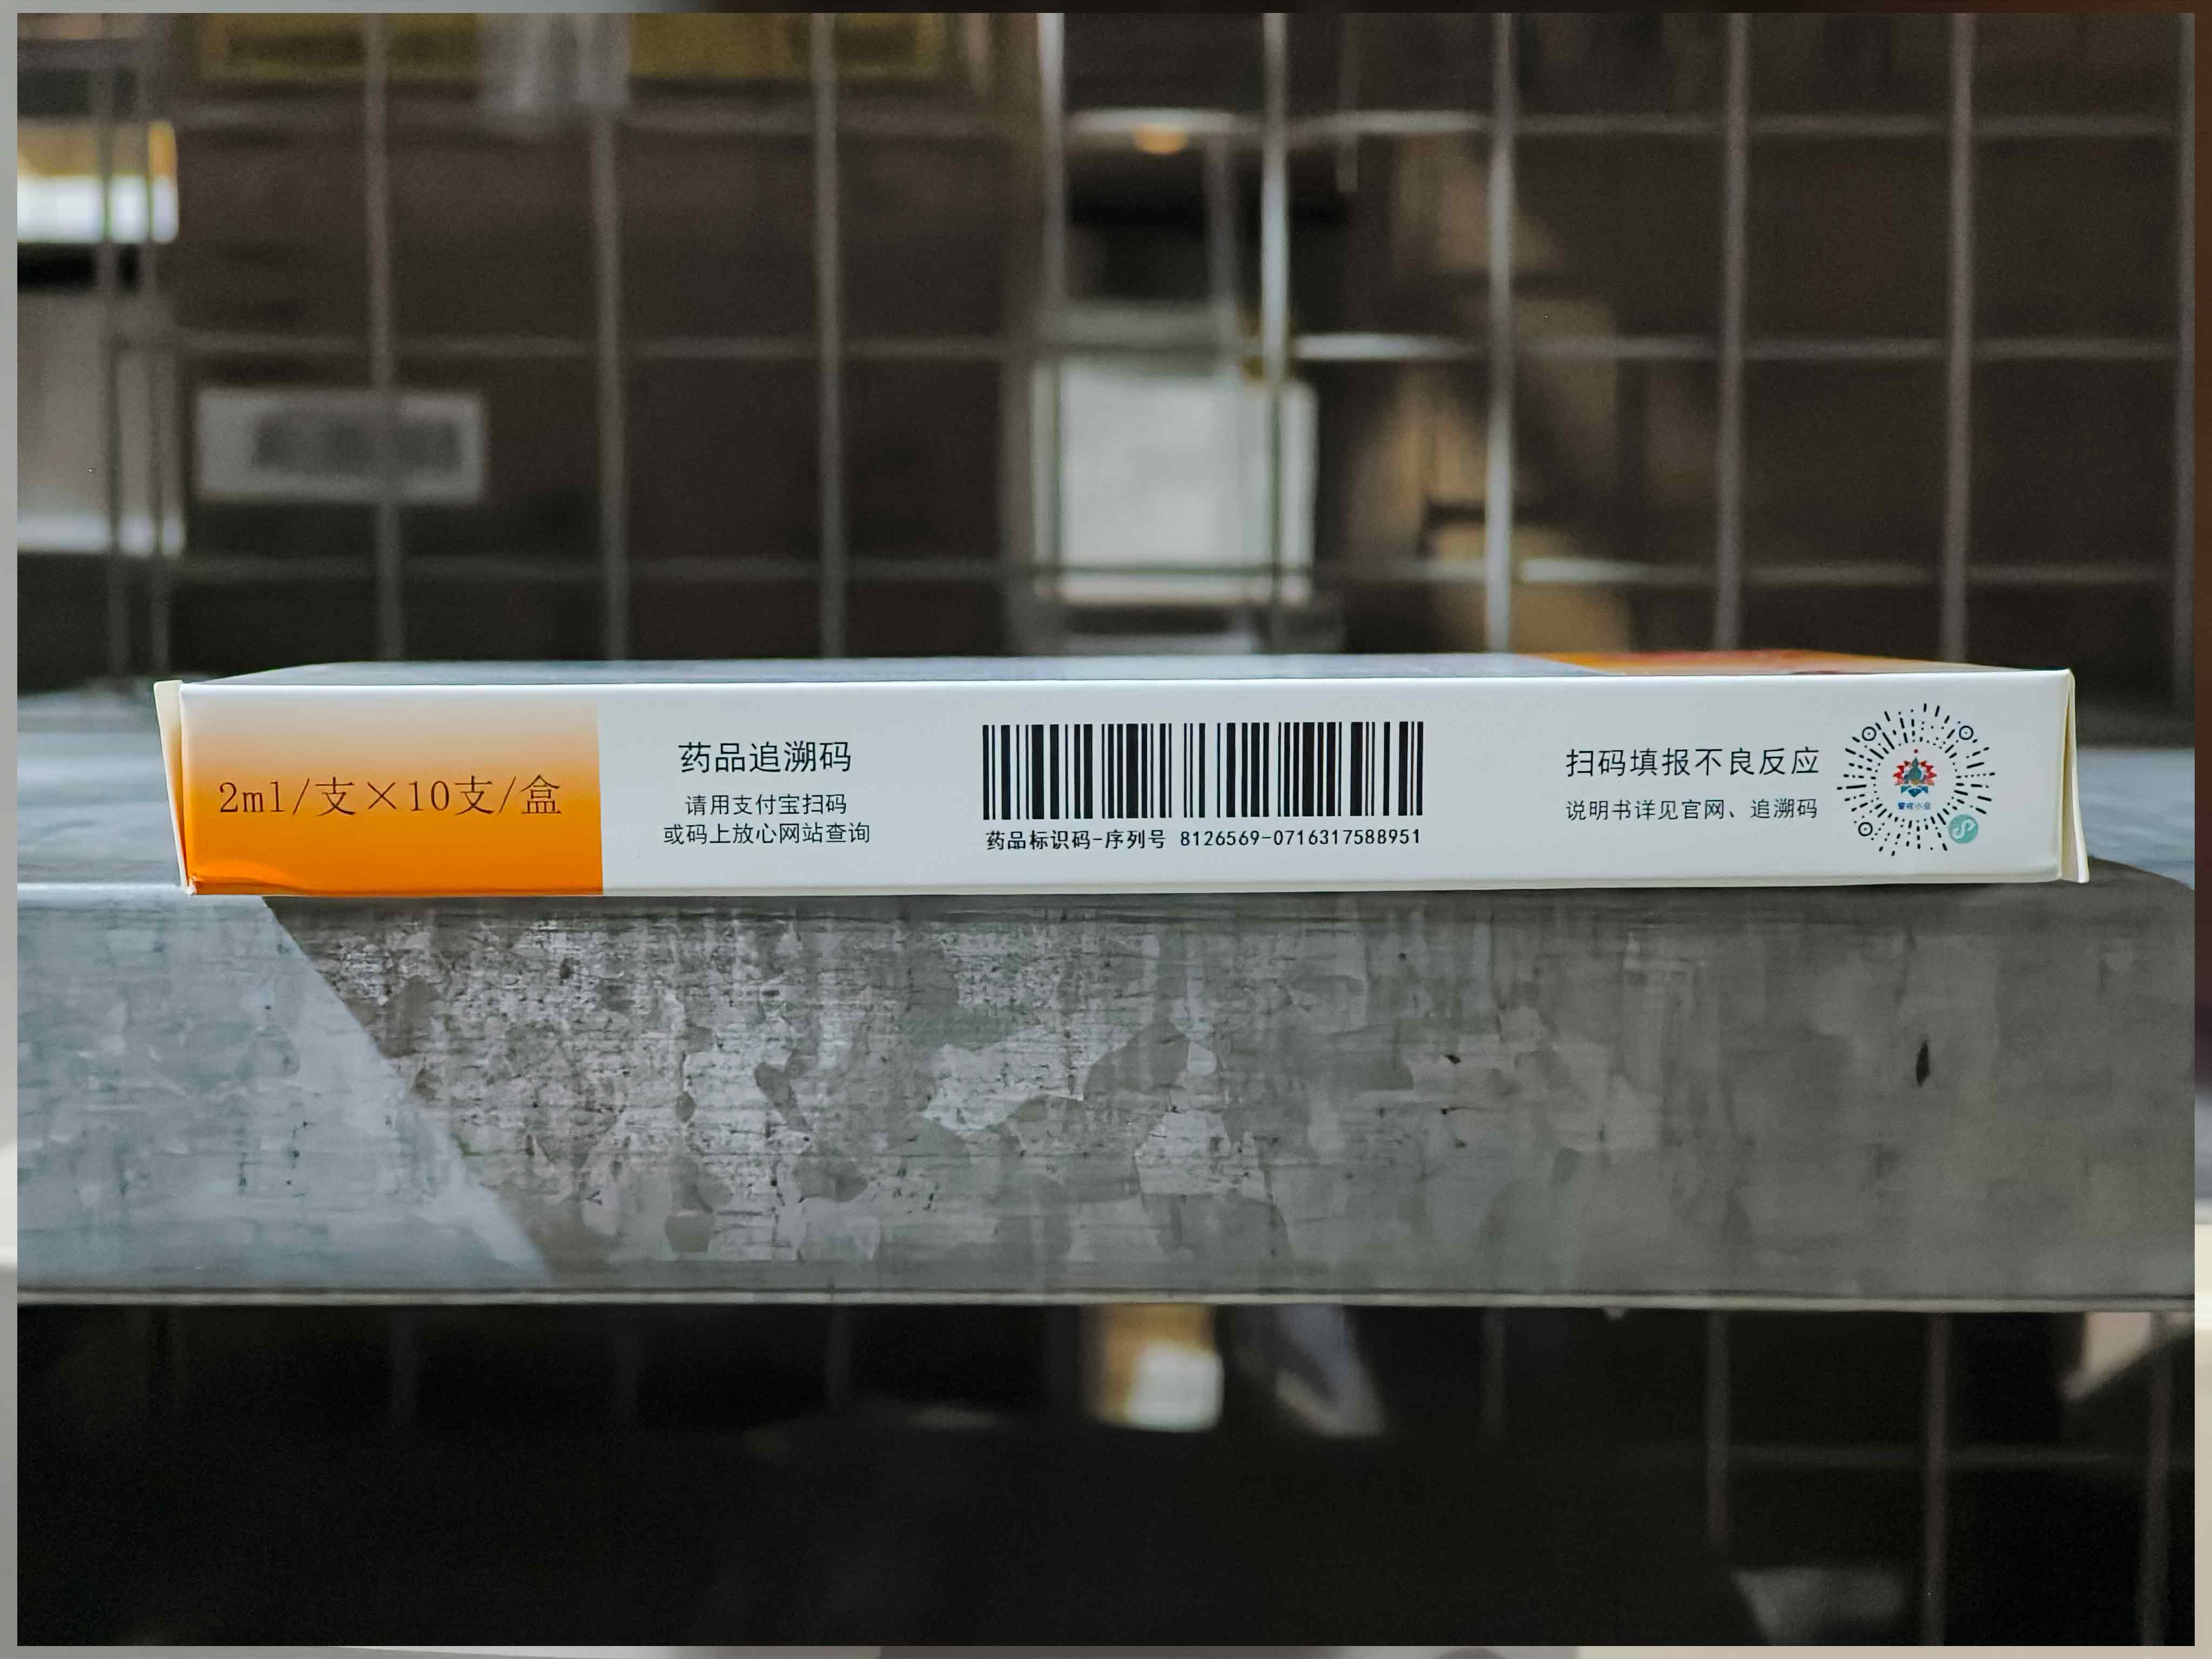 2ml/支×10支/盒
药品追溯码
请用支付宝扫码
或码上放心网站查询
药品标识码-序列号 8126569-0716317588951
扫码填报不良反应
说明书详见官网、追溯码